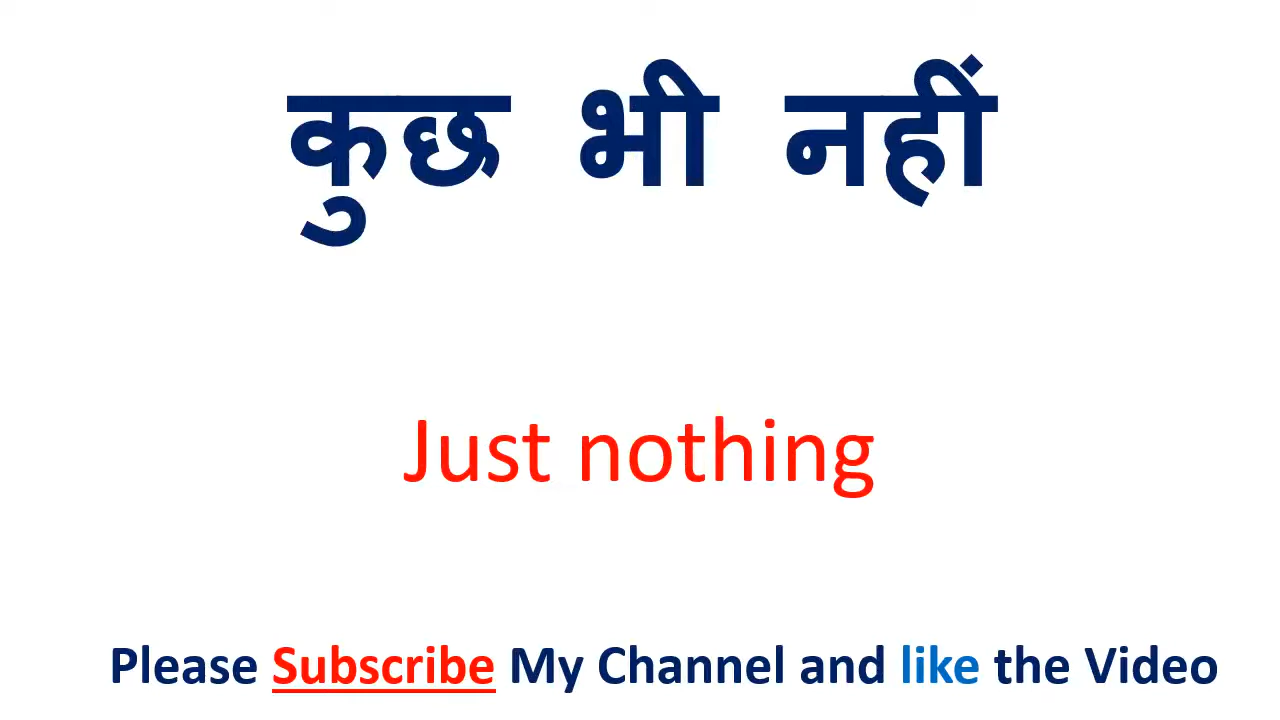 कुछ भी नहीं
Just nothing
Please Subscribe My Channel and like the Video